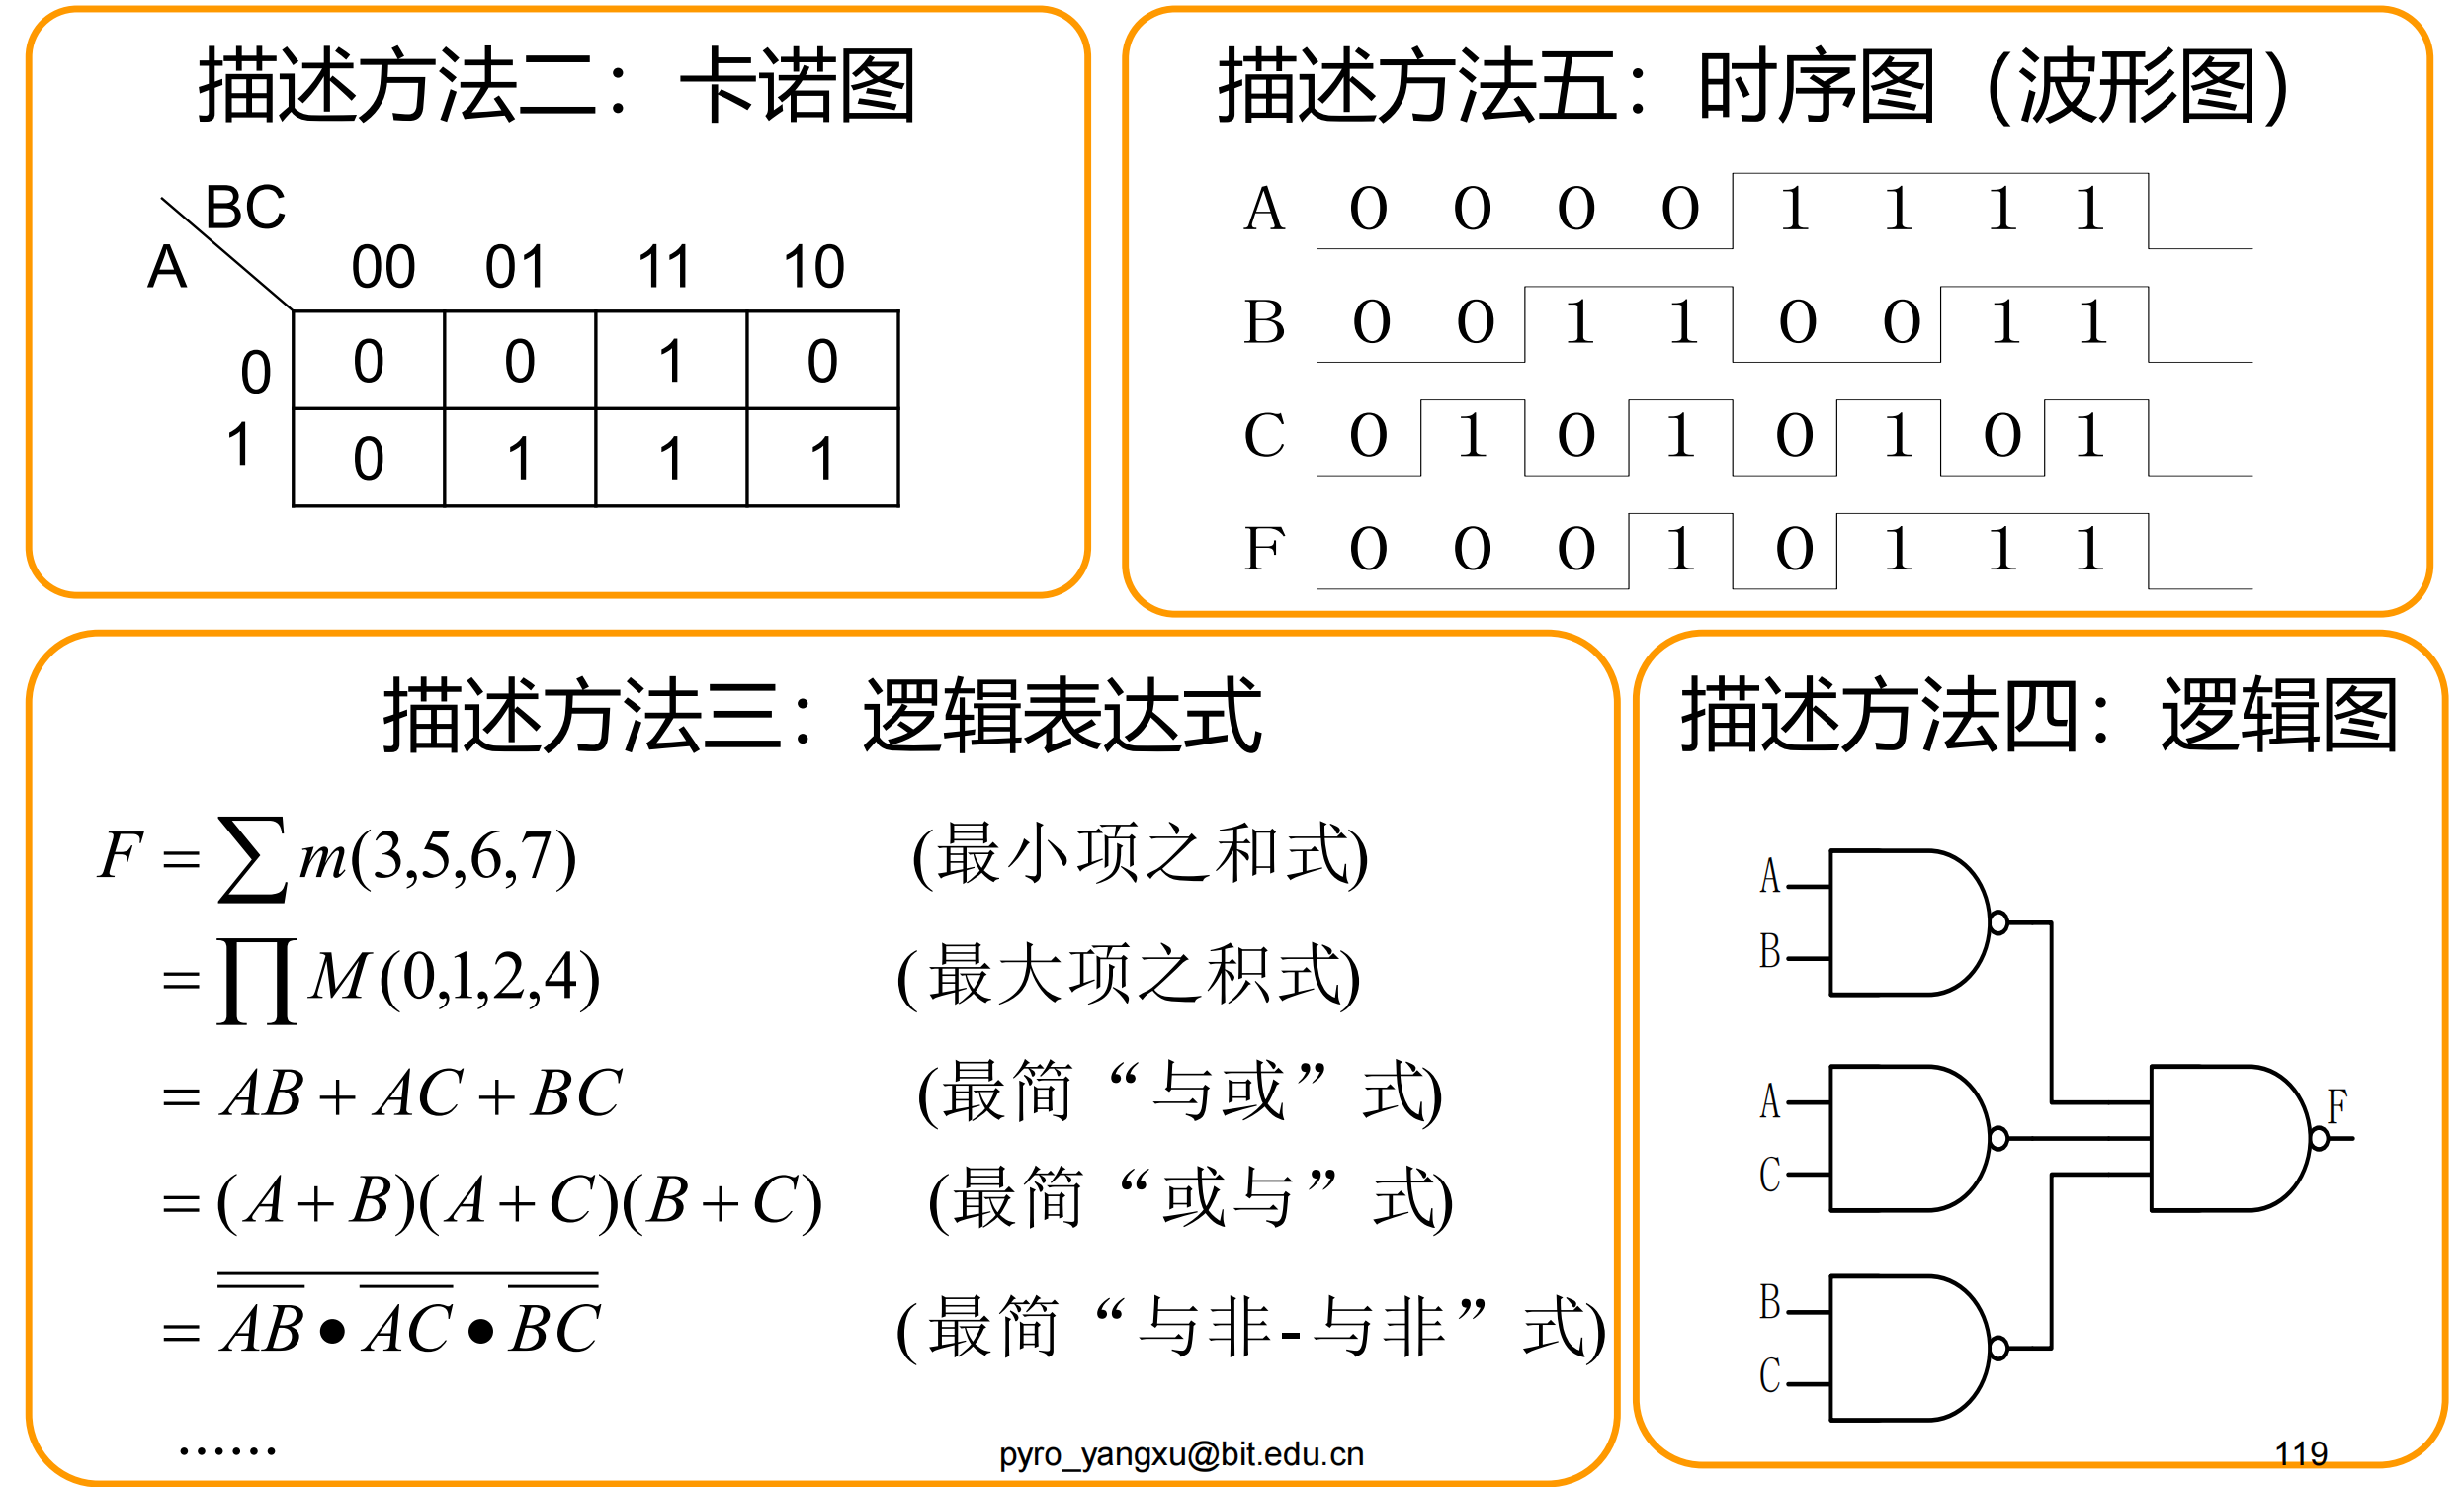 描述方法二：卡诺图
BC
A
00 01 11 10
0 0 0 1 0
1 0 1 1 1
描述方法五：时序图 (波形图)
A 0 0 0 0 1 1 1 1
B 0 0 1 1 0 0 1 1
C 0 1 0 1 0 1 0 1
F 0 0 0 1 0 1 1 1
描述方法三：逻辑表达式
F = ∑m(3,5,6,7) (最小项之和式)
= ∏M(0,1,2,4) (最大项之积式)
= AB + AC + BC (最简“与或”式)
= (A + B)(A + C)(B + C) (最简“或与”式)
= \overline{\overline{AB} • \overline{AC} • \overline{BC}} (最简“与非-与非”式)
……
描述方法四：逻辑图
A
B
A
C
B
C
F
pyro_yangxu@bit.edu.cn
119